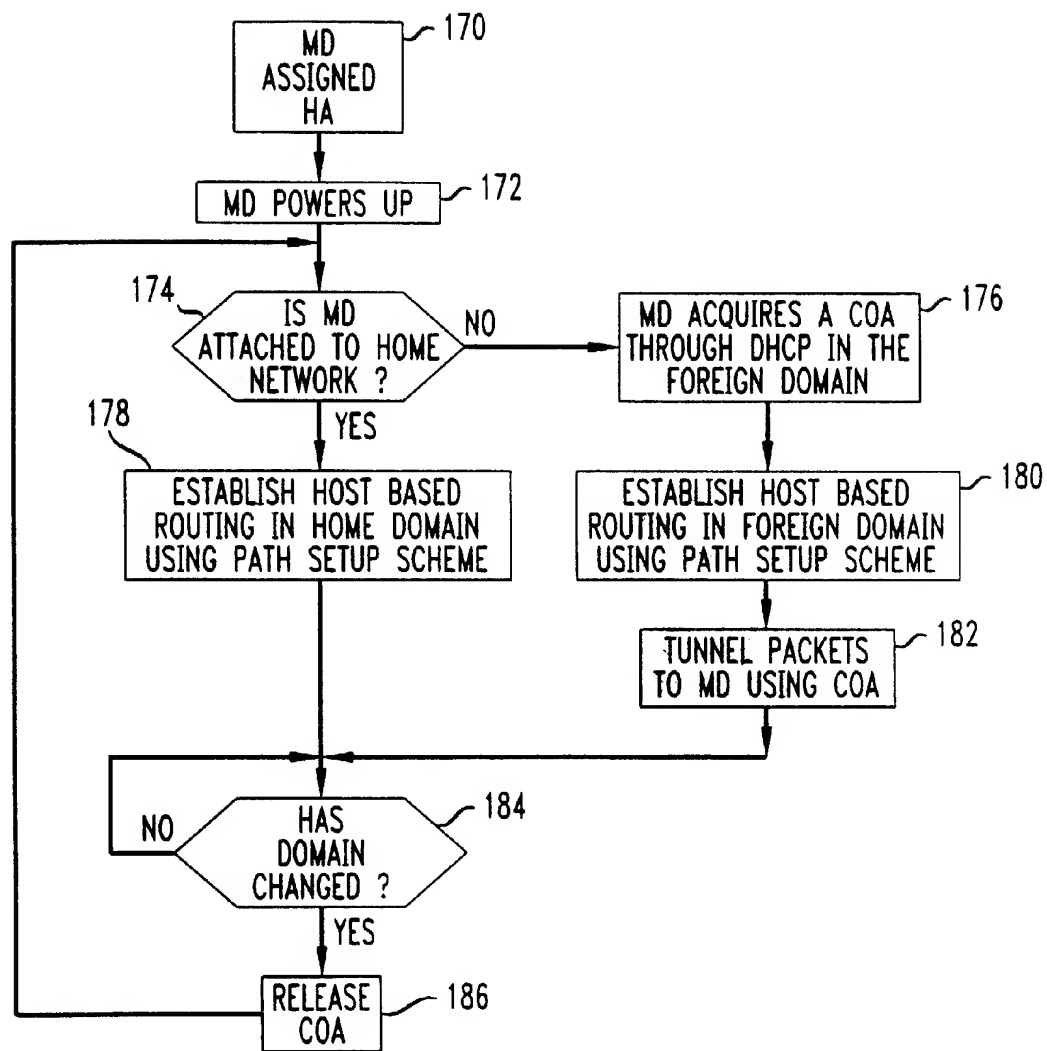 MD
ASSIGNED
HA
170
MD POWERS UP
172
174
IS MD
ATTACHED TO HOME
NETWORK ?
NO
YES
MD ACQUIRES A COA
THROUGH DHCP IN THE
FOREIGN DOMAIN
176
178
ESTABLISH HOST BASED
ROUTING IN HOME DOMAIN
USING PATH SETUP SCHEME
ESTABLISH HOST BASED
ROUTING IN FOREIGN DOMAIN
USING PATH SETUP SCHEME
180
TUNNEL PACKETS
TO MD USING COA
182
HAS
DOMAIN
CHANGED ?
184
NO
YES
RELEASE
COA
186